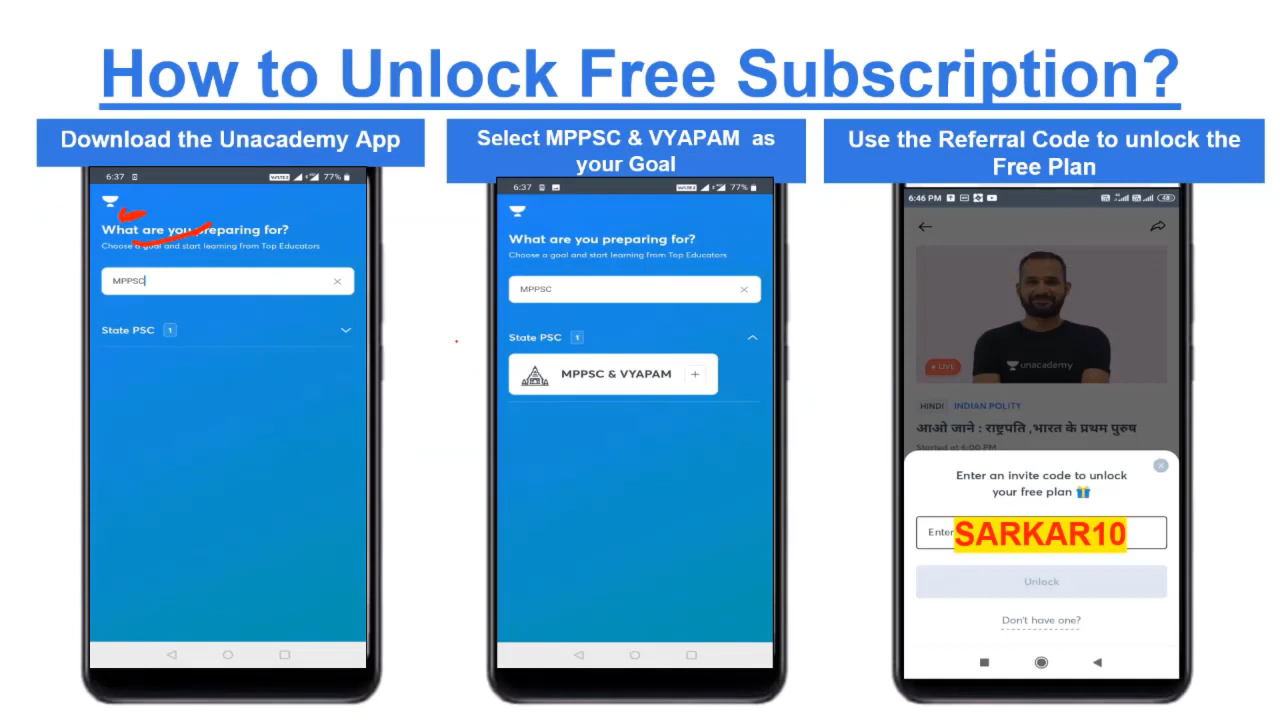 How to Unlock Free Subscription?
Download the Unacademy App
6:37
77%
What are you preparing for?
Choose a goal and start learning from Top Educators
MPPSC
State PSC 1
Select MPPSC & VYAPAM as
your Goal
6:37
77%
What are you preparing for?
Choose a goal and start learning from Top Educators
MPPSC
State PSC 1
MPPSC & VYAPAM +
Use the Referral Code to unlock the
Free Plan
6:46 PM
unacademy
LIVE
HINDI INDIAN POLITY
आओ जाने : राष्ट्रपति ,भारत के प्रथम पुरुष
Started at 6:00 PM
Enter an invite code to unlock
your free plan
Enter SARKAR10
Unlock
Don't have one?